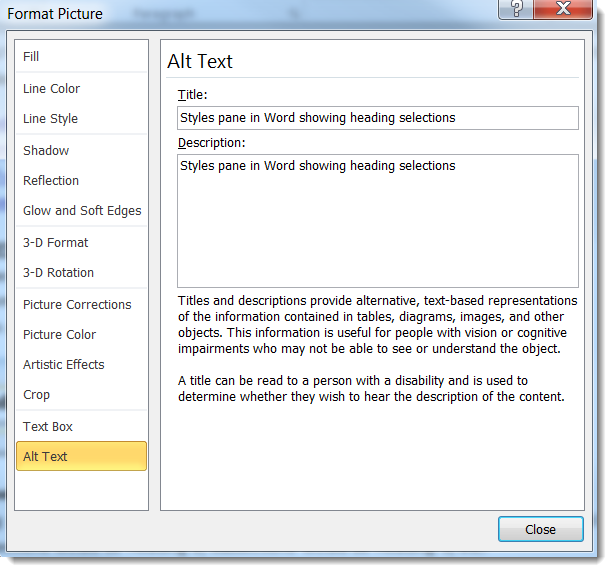 Format Picture
Paragraph
?
Fill
Line Color
Line Style
Shadow
Reflection
Glow and Soft Edges
3-D Format
3-D Rotation
Picture Corrections
Picture Color
Artistic Effects
Crop
Text Box
Alt Text
Alt Text
Title:
Styles pane in Word showing heading selections
Description:
Styles pane in Word showing heading selections
Titles and descriptions provide alternative, text-based representations
of the information contained in tables, diagrams, images, and other
objects. This information is useful for people with vision or cognitive
impairments who may not be able to see or understand the object.
A title can be read to a person with a disability and is used to
determine whether they wish to hear the description of the content.
Close